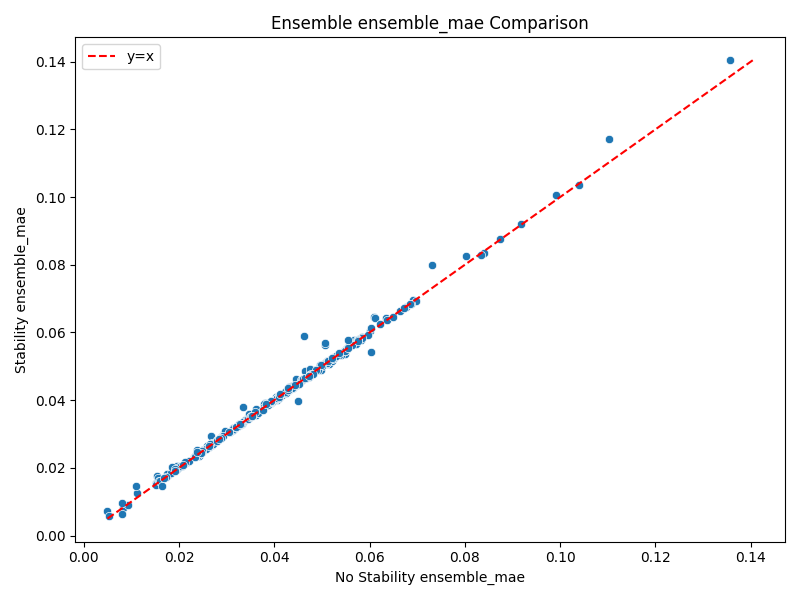 Ensemble ensemble_mae Comparison
y=x
0.14
0.12
0.10
0.08
0.06
0.04
0.02
0.00
Stability ensemble_mae
0.00 0.02 0.04 0.06 0.08 0.10 0.12 0.14
No Stability ensemble_mae